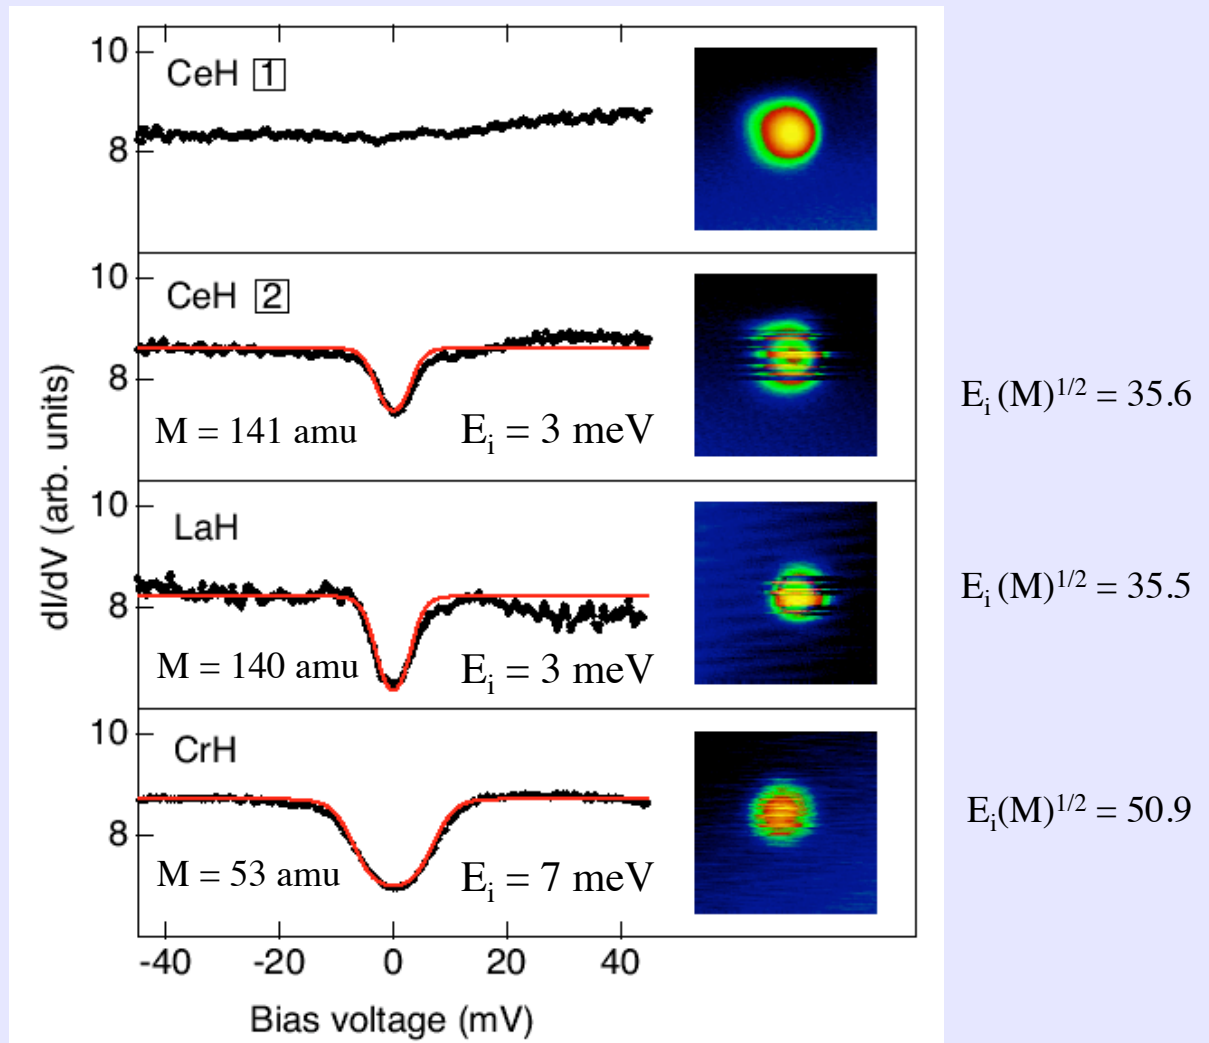 dI/dV (arb. units)
10
8
CeH 1
10
8
CeH 2
M = 141 amu
Ei = 3 meV
Ei (M)1/2 = 35.6
10
8
LaH
M = 140 amu
Ei = 3 meV
Ei (M)1/2 = 35.5
10
8
CrH
M = 53 amu
Ei = 7 meV
Ei(M)1/2 = 50.9
-40 -20 0 20 40
Bias voltage (mV)